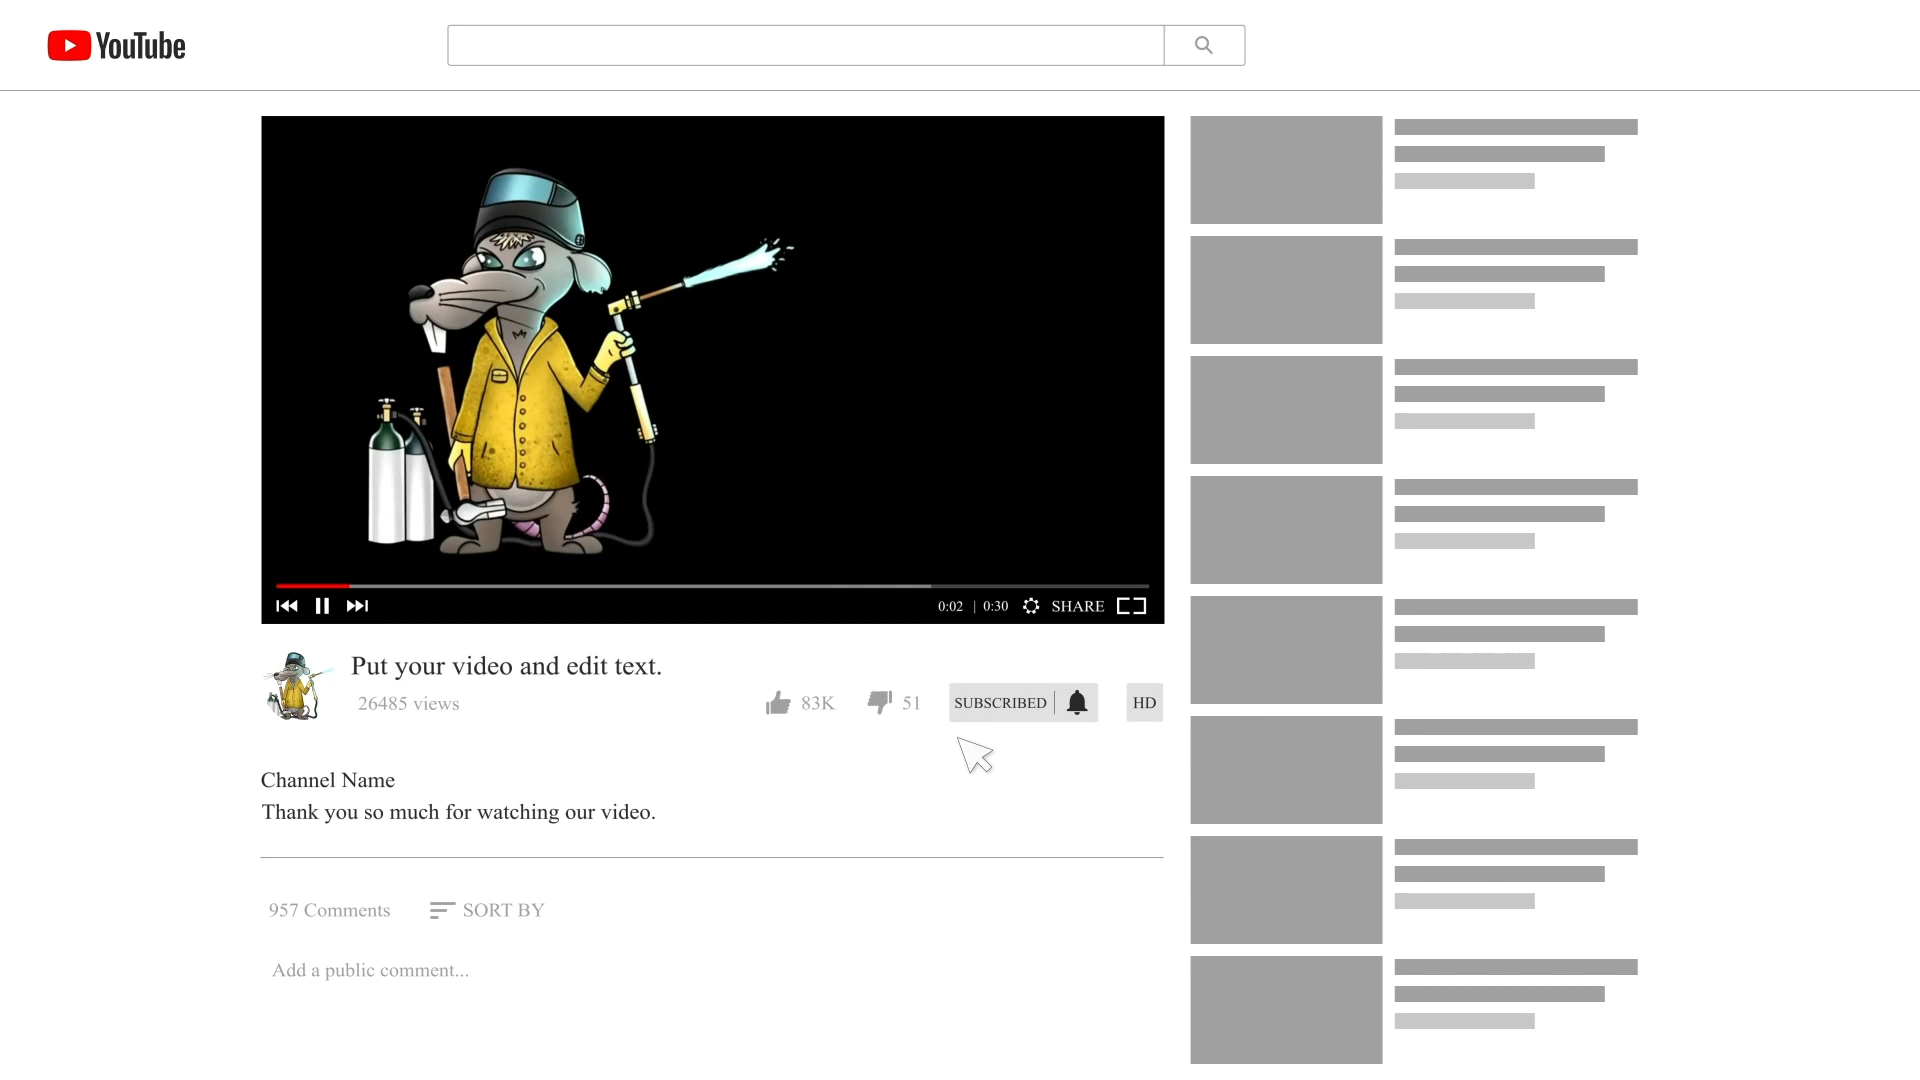 YouTube
0:02 | 0:30 SHARE
Put your video and edit text.
26485 views
83K 51 SUBSCRIBED HD
Channel Name
Thank you so much for watching our video.
957 Comments SORT BY
Add a public comment...